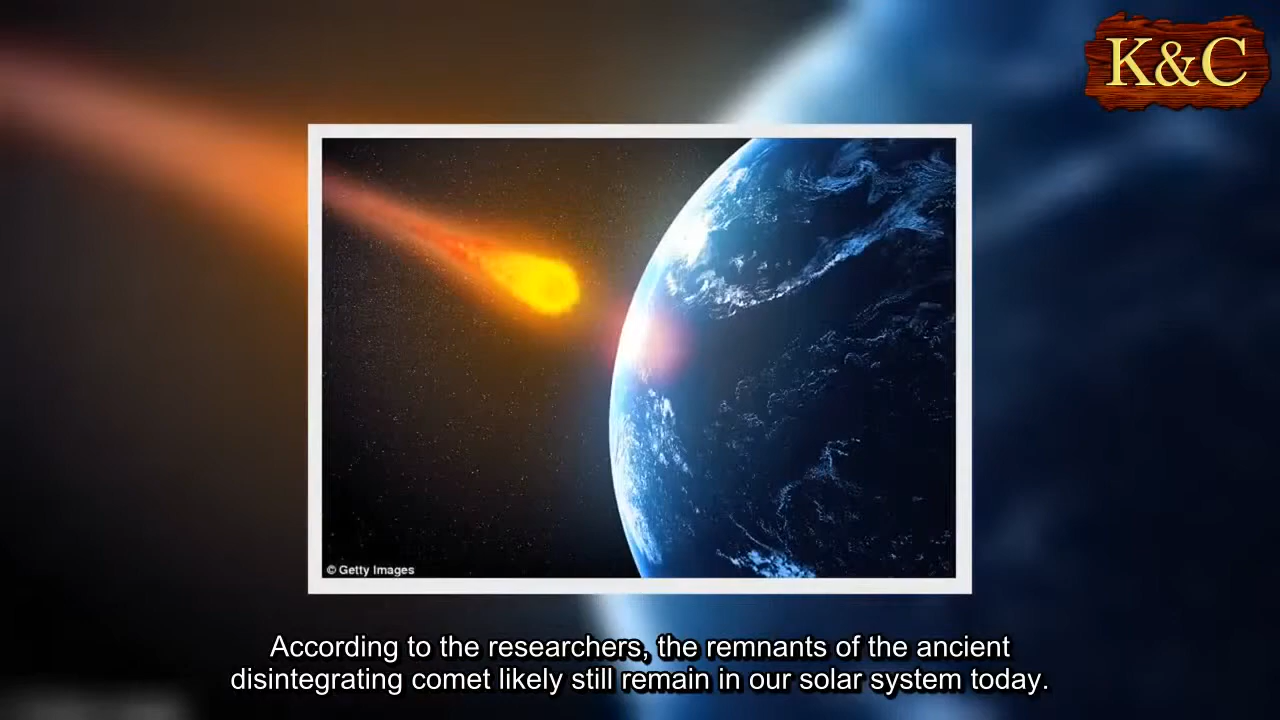 K&C
© Getty Images
According to the researchers, the remnants of the ancient
disintegrating comet likely still remain in our solar system today.